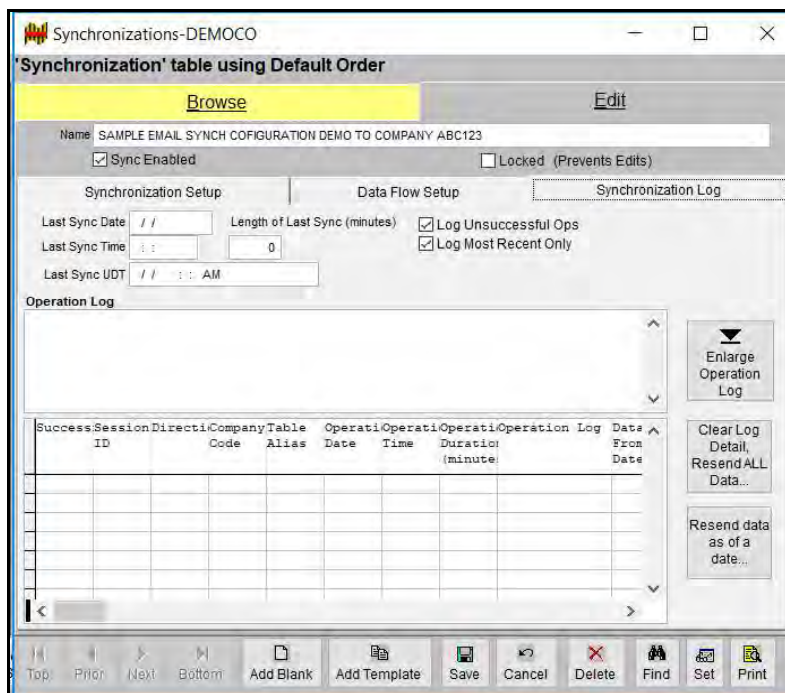 Synchronizations-DEMOCO
'Synchronization' table using Default Order
Browse Edit
Name SAMPLE EMAIL SYNCH COFIGURATION DEMO TO COMPANY ABC123
Sync Enabled Locked (Prevents Edits)
Synchronization Setup Data Flow Setup Synchronization Log
Last Sync Date / / Length of Last Sync (minutes) Log Unsuccessful Ops
Last Sync Time : : 0 Log Most Recent Only
Last Sync UDT / / : : AM
Operation Log
Enlarge Operation Log
Success Session ID Directi Company Code Table Alias Operati Date Operati Time Operati Duration (minute Operation Log Data From Date
Clear Log Detail, Resend ALL Data...
Resend data as of a date...
Top Prior Next Bottom Add Blank Add Template Save Cancel Delete Find Set Print